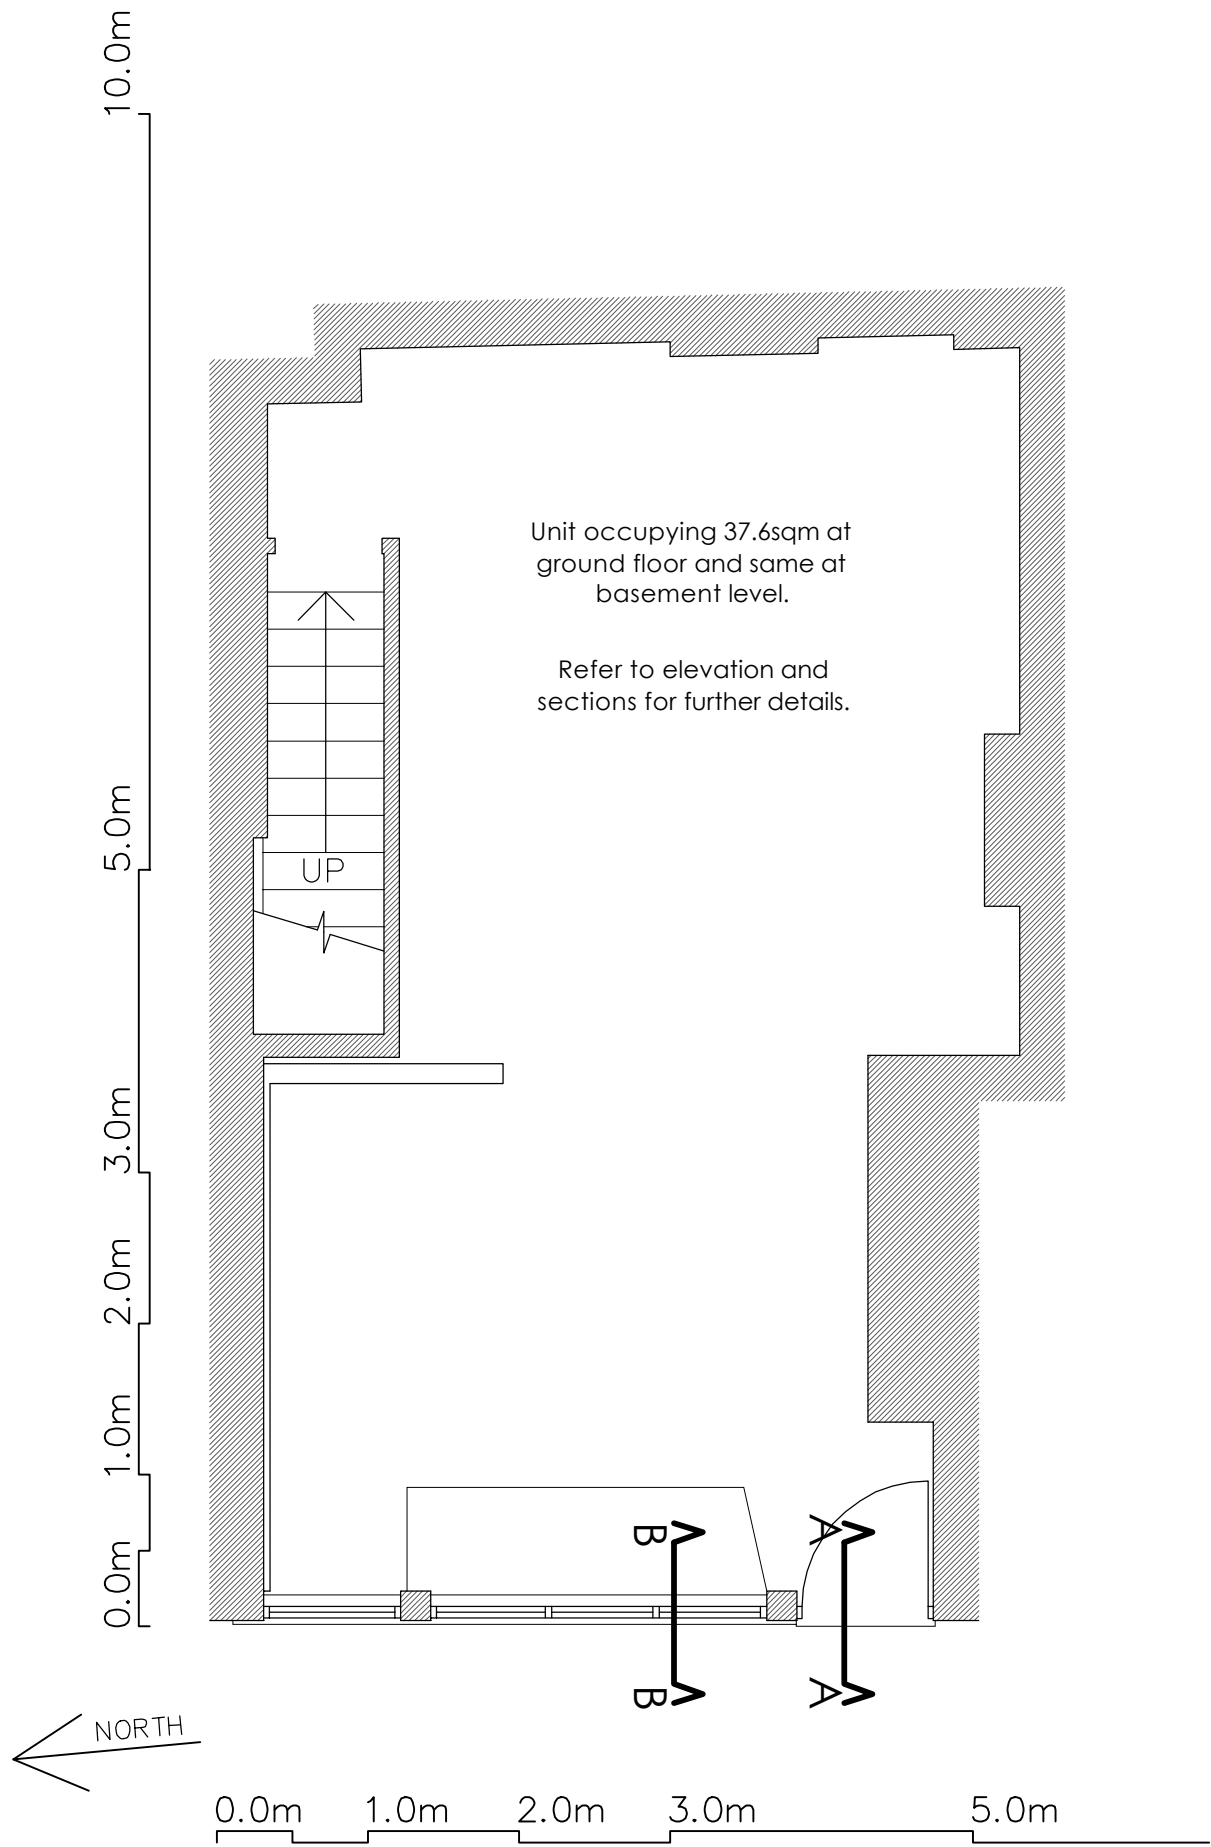 10.0m
Unit occupying 37.6sqm at
ground floor and same at
basement level.
Refer to elevation and
sections for further details.
5.0m
UP
3.0m
2.0m
1.0m
0.0m
B
A
B
A
NORTH
0.0m 1.0m 2.0m 3.0m 5.0m